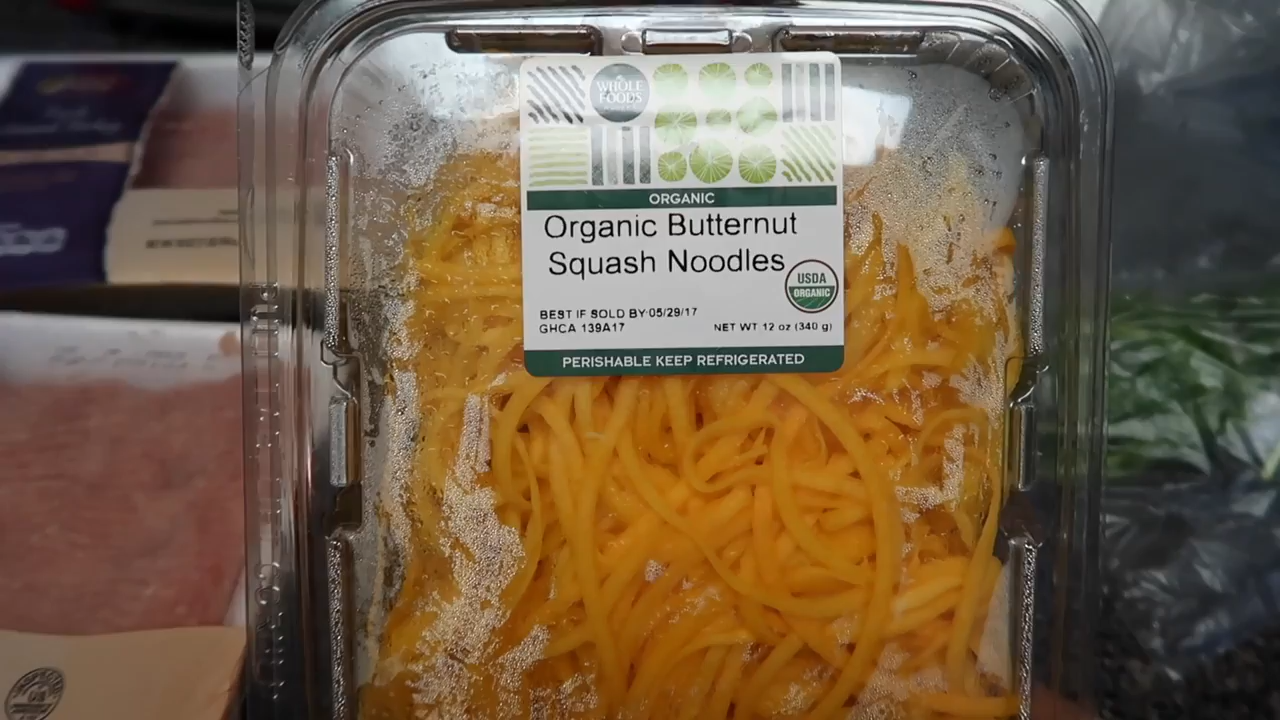 WHOLE
FOODS
ORGANIC
Organic Butternut
Squash Noodles
USDA
ORGANIC
BEST IF SOLD BY 05/29/17
GHCA 139A17
NET WT 12 oz (340 g)
PERISHABLE KEEP REFRIGERATED